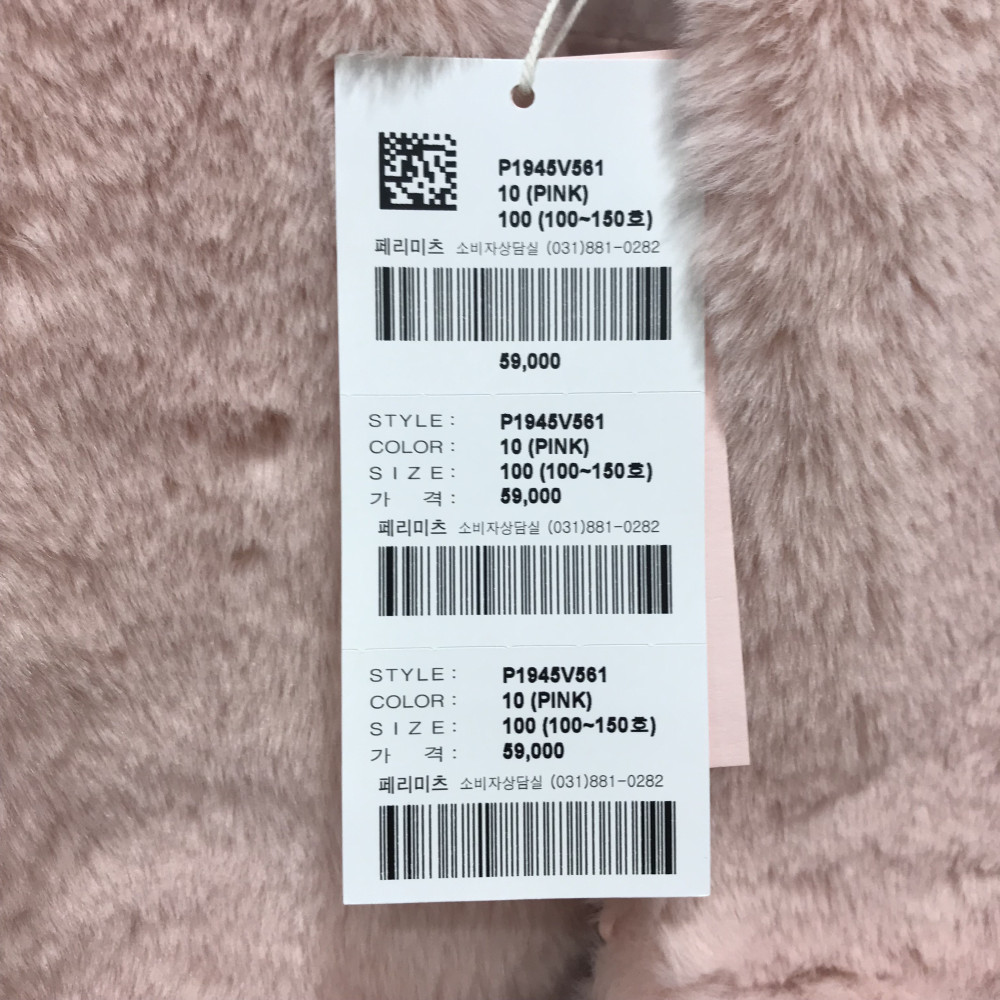 P1945V561
10 (PINK)
100 (100~150호)
페리미츠 소비자상담실 (031)881-0282
59,000
STYLE : P1945V561
COLOR : 10 (PINK)
SIZE : 100 (100~150호)
가 격 : 59,000
페리미츠 소비자상담실 (031)881-0282
STYLE : P1945V561
COLOR : 10 (PINK)
SIZE : 100 (100~150호)
가 격 : 59,000
페리미츠 소비자상담실 (031)881-0282